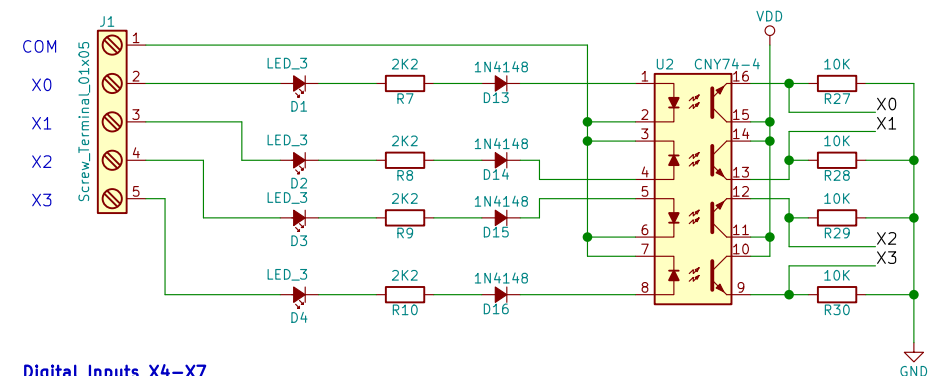 J1
VDD
COM
1
LED_3
2K2
1N4148
U2
CNY74-4
10K
X0
2
D1
R7
D13
1
16
R27
X0
X1
3
2
15
X1
LED_3
2K2
1N4148
3
14
10K
X2
4
D2
R8
D14
4
13
R28
LED_3
2K2
1N4148
5
12
10K
X3
5
D3
R9
D15
6
11
R29
X2
7
10
X3
LED_3
2K2
1N4148
10K
D4
R10
D16
8
9
R30
Screw_Terminal_01x05
GND
Digital Inputs X4-X7